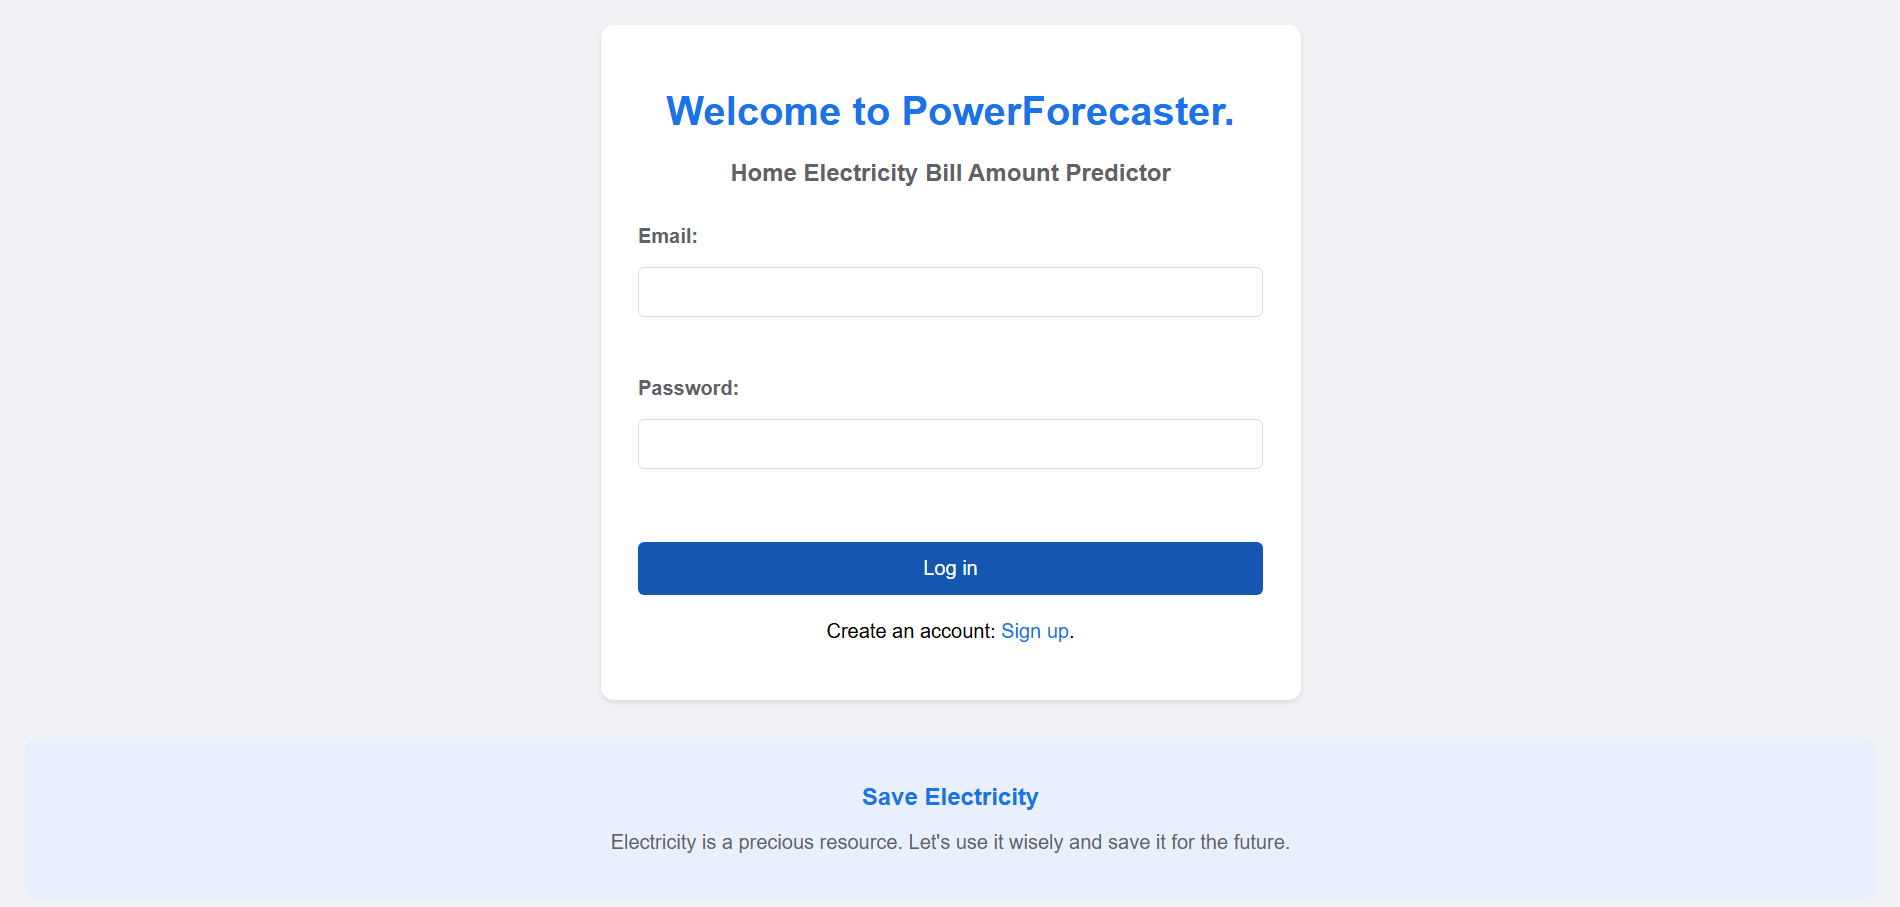 Welcome to PowerForecaster.
Home Electricity Bill Amount Predictor
Email:
Password:
Log in
Create an account: Sign up.
Save Electricity
Electricity is a precious resource. Let's use it wisely and save it for the future.